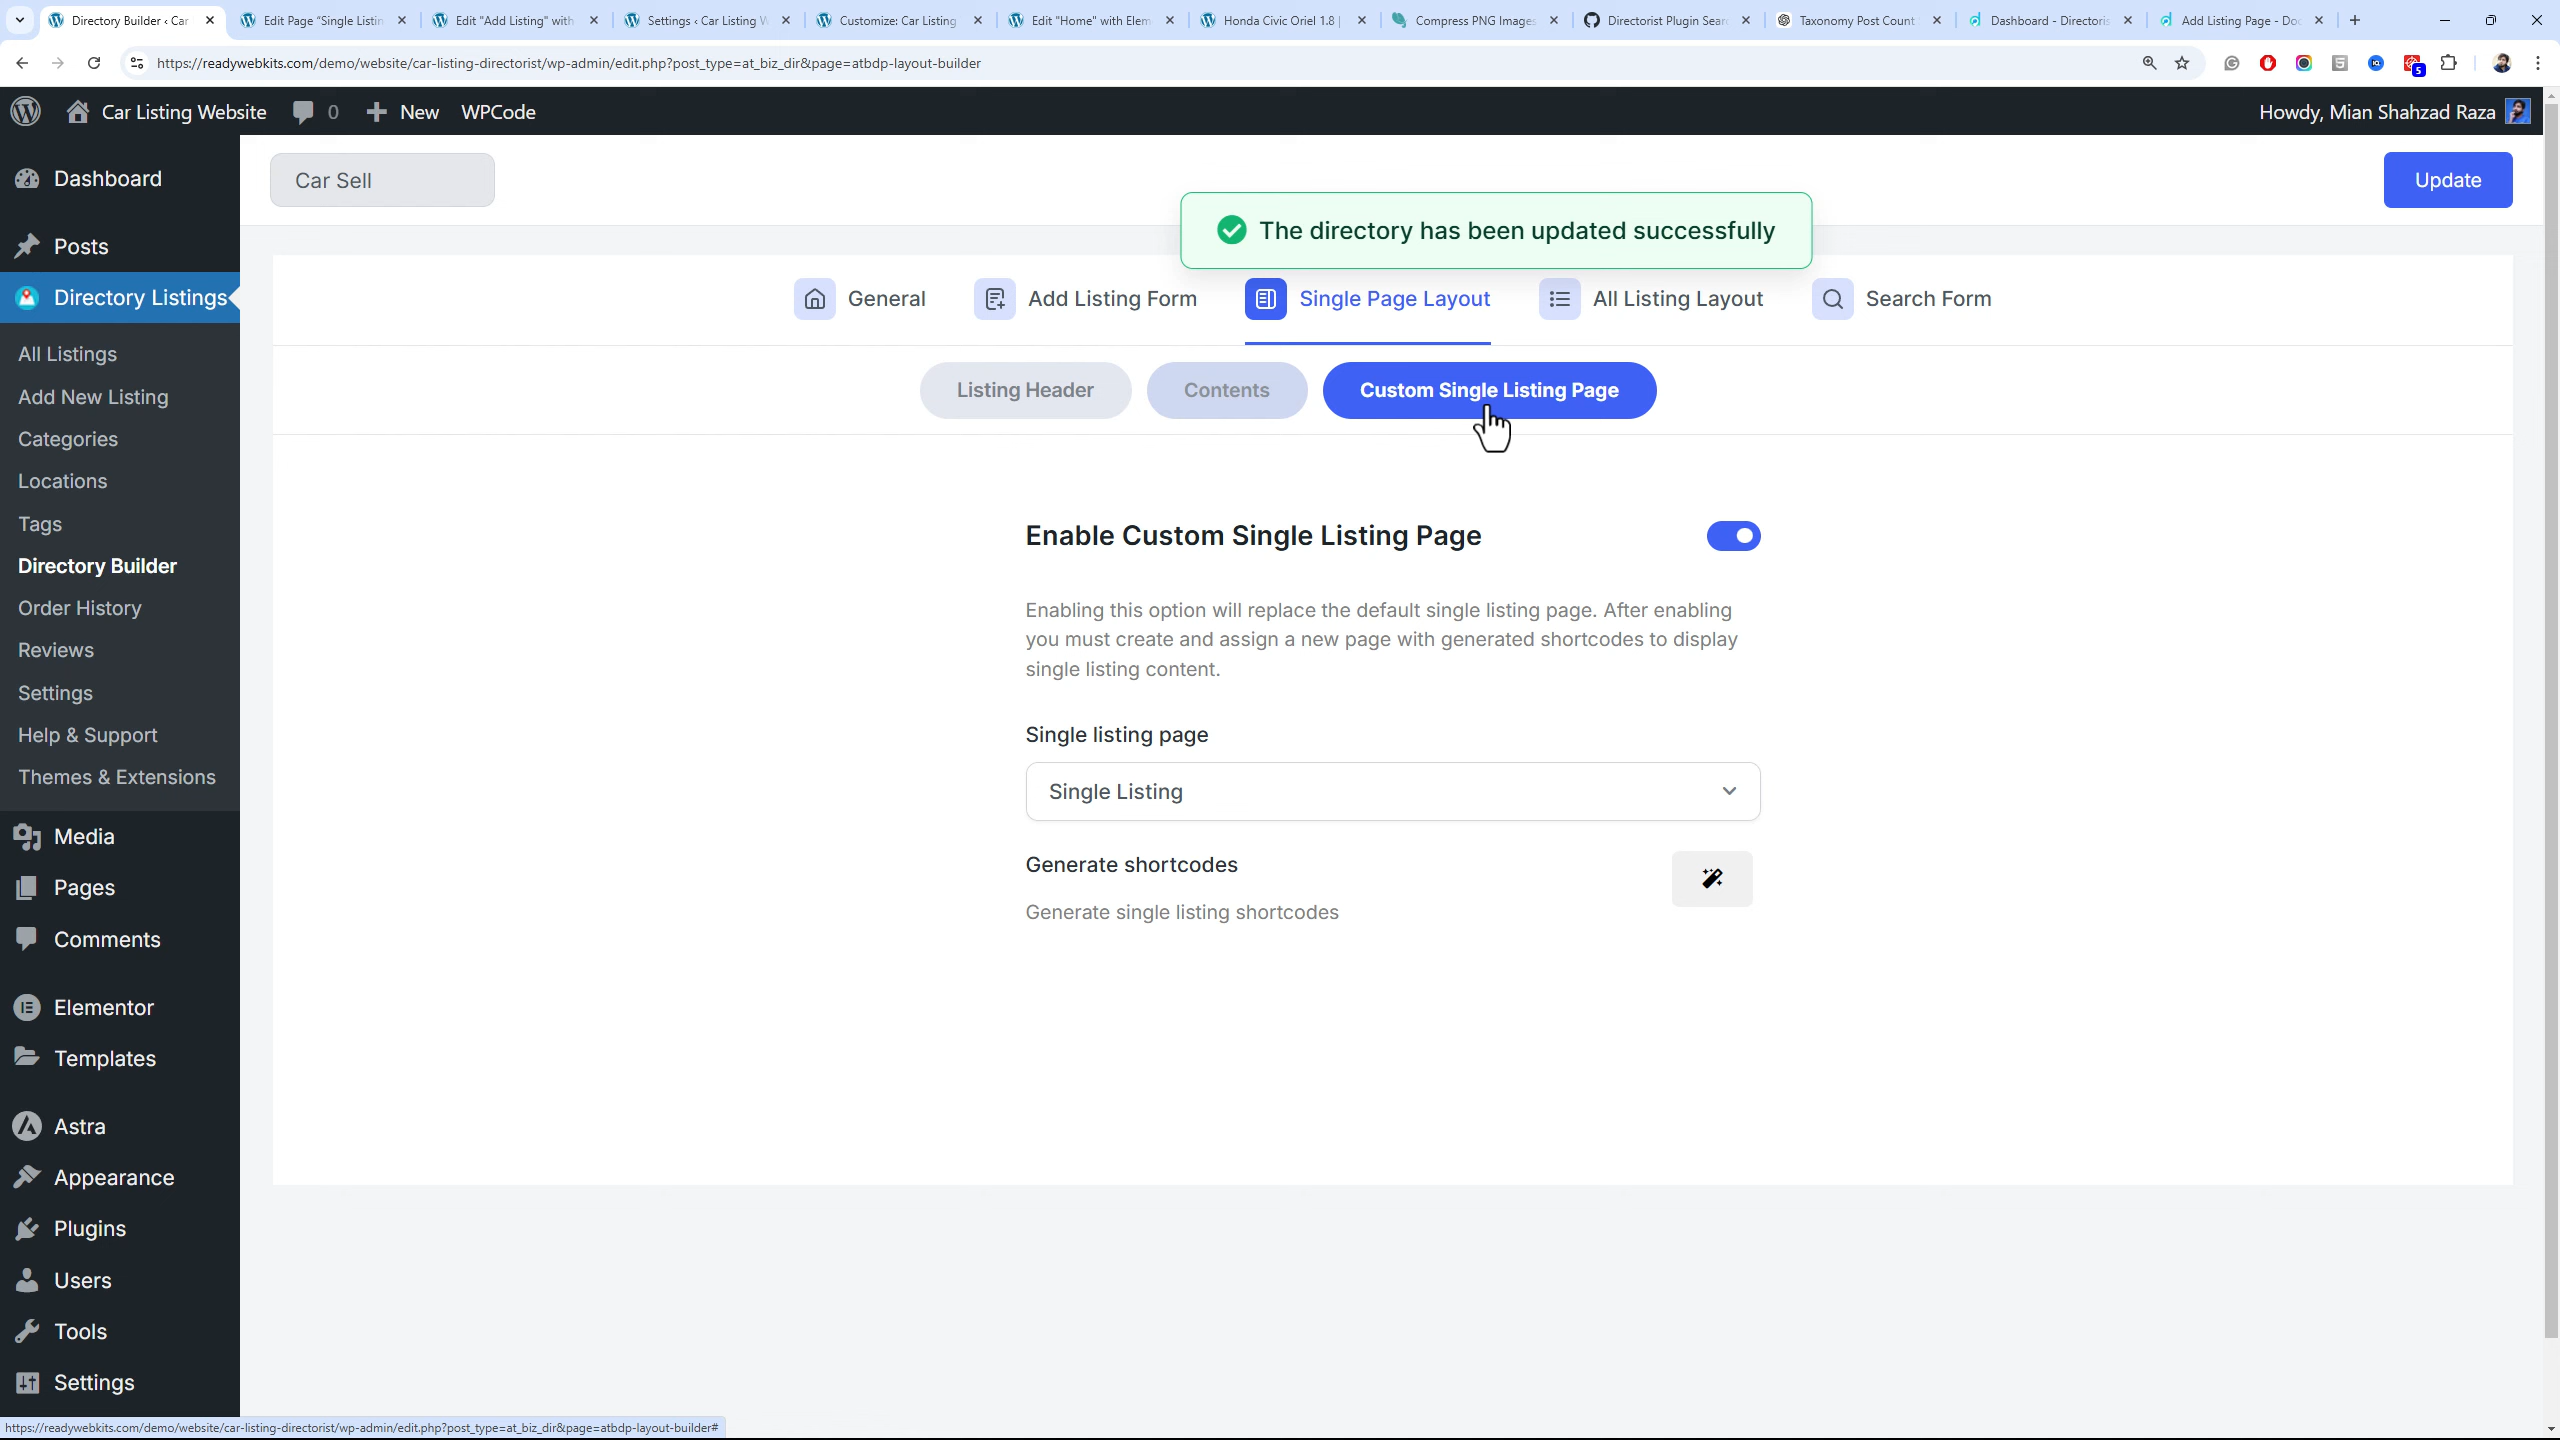 Directory Builder ‹ Car
Edit Page "Single Listin
Edit "Add Listing" with
Settings ‹ Car Listing W
Customize: Car Listing
Edit "Home" with Elem
Honda Civic Oriel 1.8 |
Compress PNG Images
Directorist Plugin Sear
Taxonomy Post Count
Dashboard - Directoris
Add Listing Page - Doc
https://readywebkits.com/demo/website/car-listing-directorist/wp-admin/edit.php?post_type=at_biz_dir&page=atbdp-layout-builder
5
Car Listing Website
0
New
WPCode
Howdy, Mian Shahzad Raza
Dashboard
Posts
Directory Listings
All Listings
Add New Listing
Categories
Locations
Tags
Directory Builder
Order History
Reviews
Settings
Help & Support
Themes & Extensions
Media
Pages
Comments
Elementor
Templates
Astra
Appearance
Plugins
Users
Tools
Settings
Car Sell
Update
The directory has been updated successfully
General
Add Listing Form
Single Page Layout
All Listing Layout
Search Form
Listing Header
Contents
Custom Single Listing Page
Enable Custom Single Listing Page
Enabling this option will replace the default single listing page. After enabling
you must create and assign a new page with generated shortcodes to display
single listing content.
Single listing page
Single Listing
Generate shortcodes
Generate single listing shortcodes
https://readywebkits.com/demo/website/car-listing-directorist/wp-admin/edit.php?post_type=at_biz_dir&page=atbdp-layout-builder#